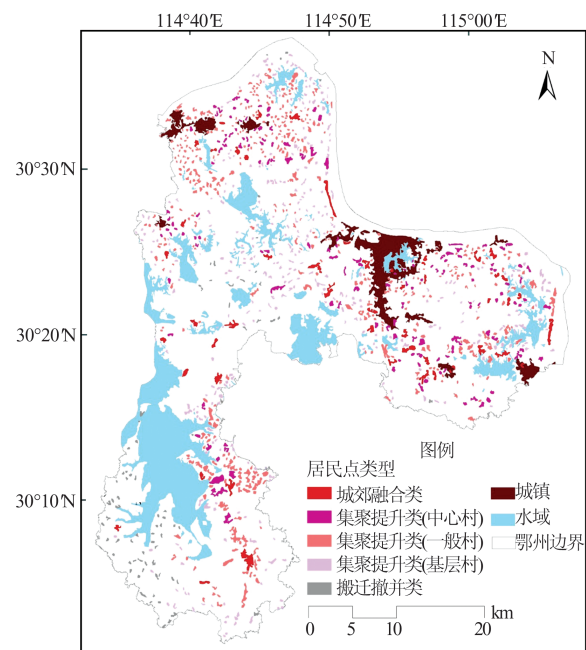 114°40′E 114°50′E 115°00′E
N
30°30′N
30°20′N
30°10′N
图例
居民点类型
城郊融合类 城镇
集聚提升类(中心村) 水域
集聚提升类(一般村) 鄂州边界
集聚提升类(基层村)
搬迁撤并类
km
0 5 10 20